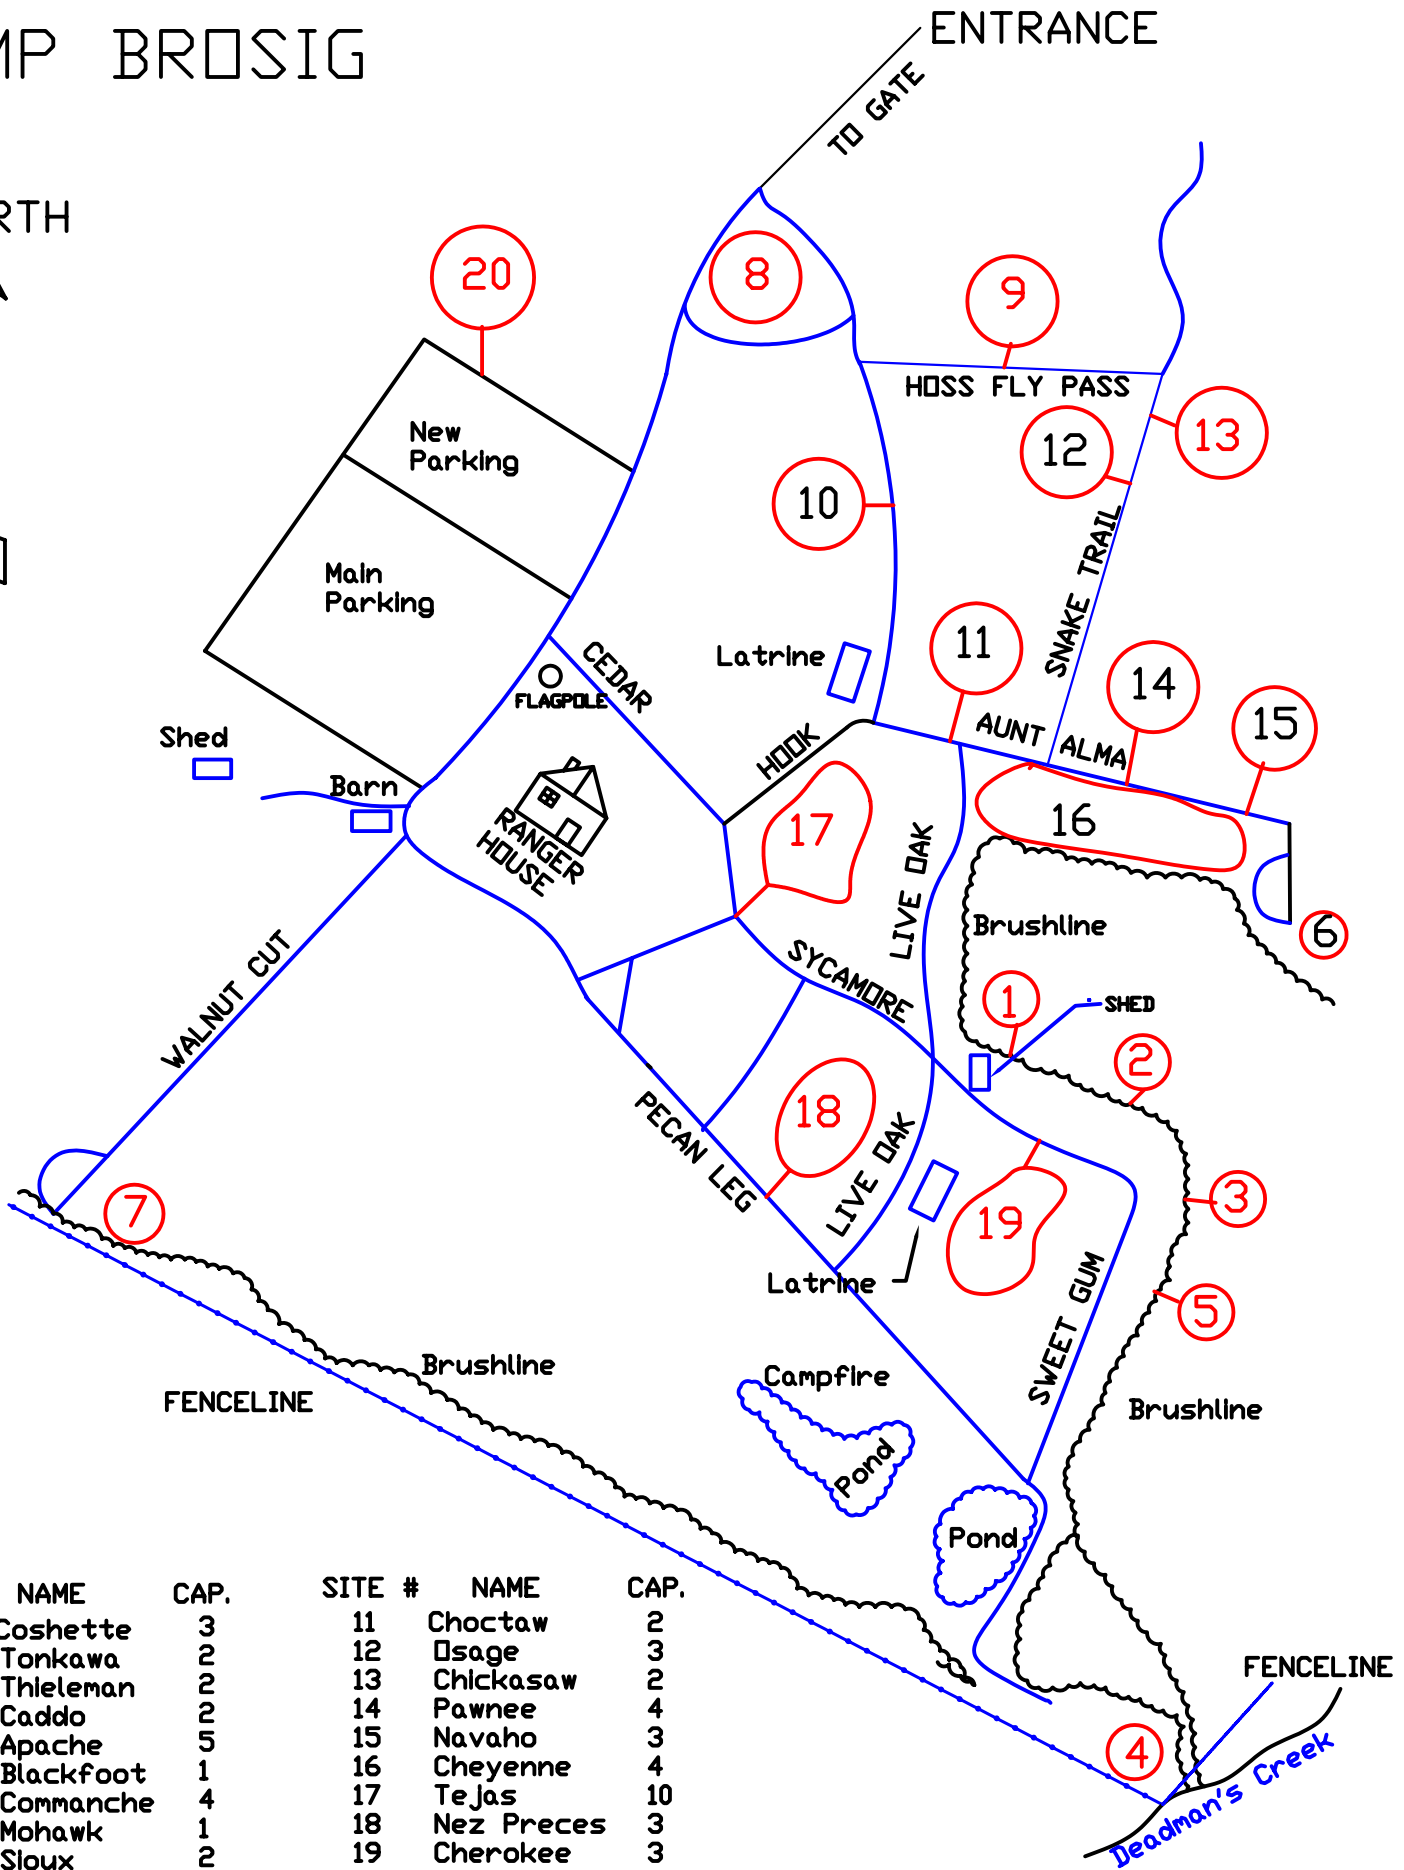 MP BROSIG
ENTRANCE
TO GATE
RTH
20
8
9
HOSS FLY PASS
13
12
New
Parking
10
SNAKE TRAIL
Main
Parking
Latrine
11
14
15
CEDAR
FLAGPOLE
HOOK
AUNT ALMA
Shed
Barn
RANGER
HOUSE
17
16
LIVE OAK
Brushline
6
SYCAMORE
WALNUT CUT
1
SHED
2
PECAN LEG
18
LIVE OAK
3
7
19
Latrine
SWEET GUM
5
Brushline
Campfire
FENCELINE
Brushline
Pond
Pond
NAME CAP. SITE # NAME CAP.
Coshette 3 11 Choctaw 2
Tonkawa 2 12 Osage 3
Thieleman 2 13 Chickasaw 2
Caddo 2 14 Pawnee 4
Apache 5 15 Navaho 3
Blackfoot 1 16 Cheyenne 4
Commanche 4 17 Tejas 10
Mohawk 1 18 Nez Preces 3
Sioux 2 19 Cherokee 3
FENCELINE
4
Deadman's Creek